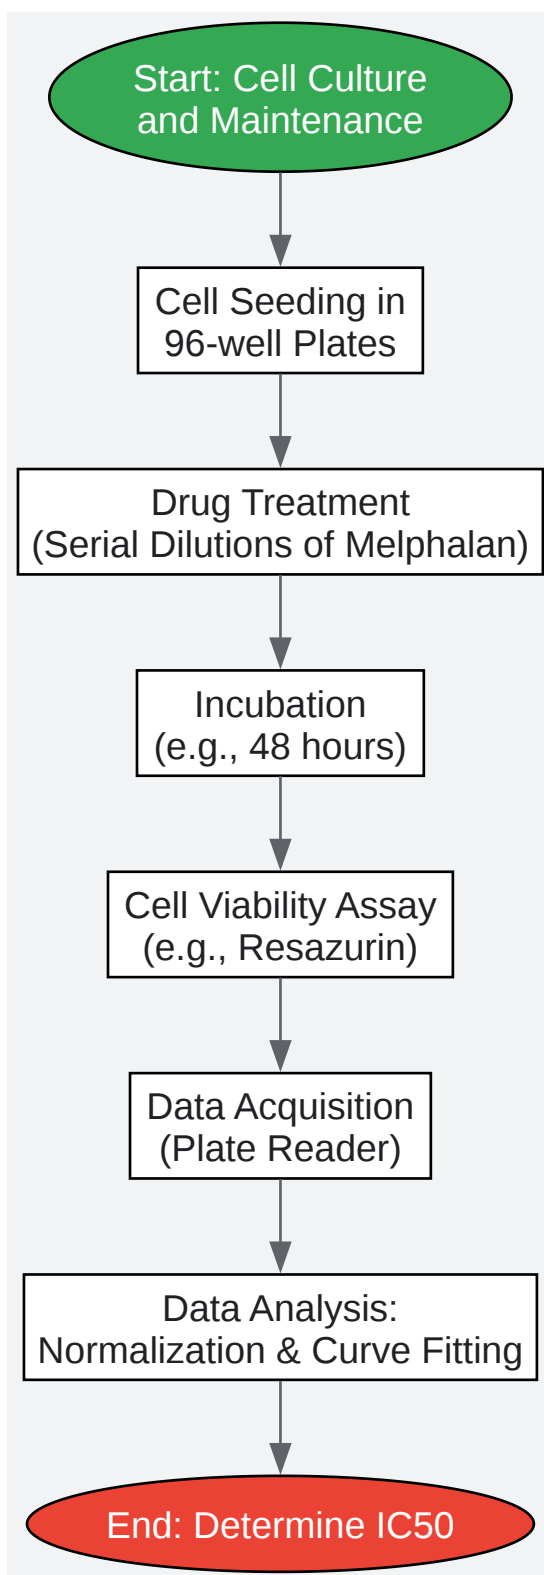 Start: Cell Culture
and Maintenance
Cell Seeding in
96-well Plates
Drug Treatment
(Serial Dilutions of Melphalan)
Incubation
(e.g., 48 hours)
Cell Viability Assay
(e.g., Resazurin)
Data Acquisition
(Plate Reader)
Data Analysis:
Normalization & Curve Fitting
End: Determine IC50